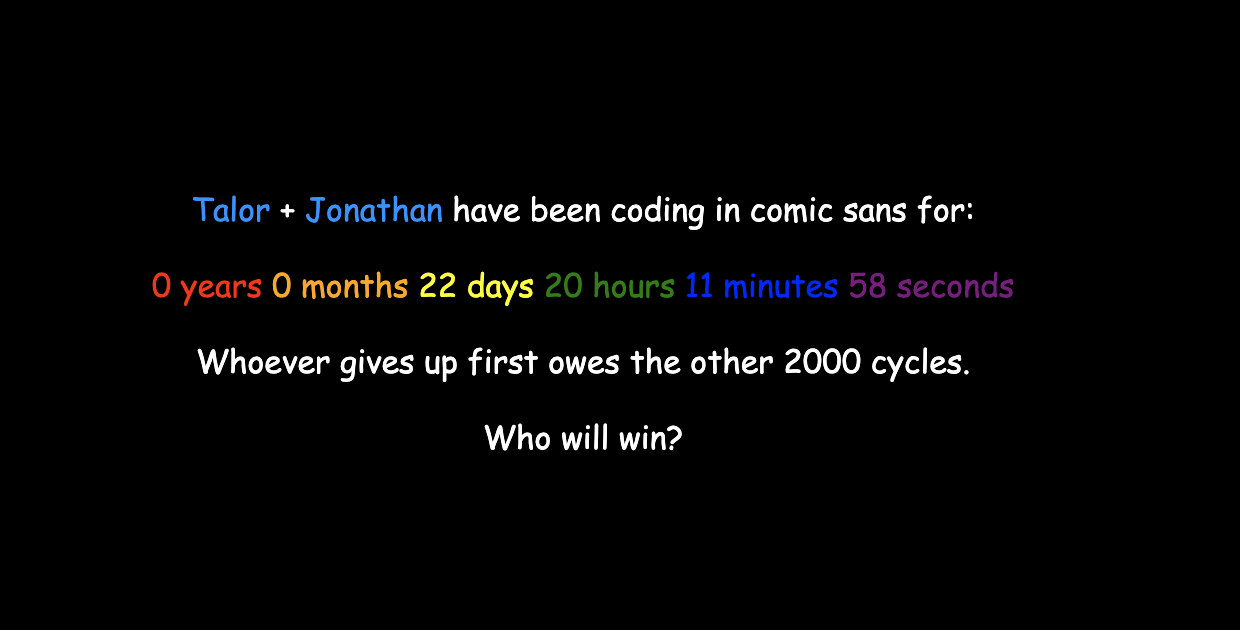 Talor + Jonathan have been coding in comic sans for:
0 years 0 months 22 days 20 hours 11 minutes 58 seconds
Whoever gives up first owes the other 2000 cycles.
Who will win?